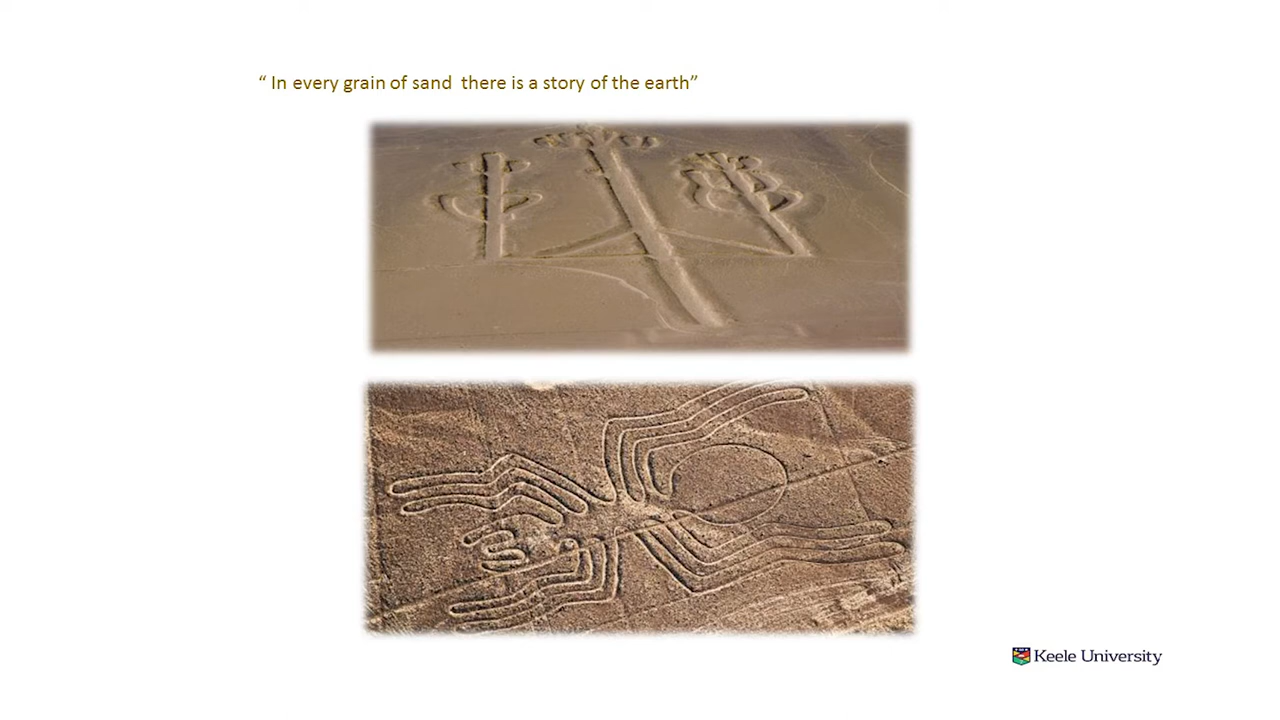 “ In every grain of sand  there is a story of the earth”
Keele University